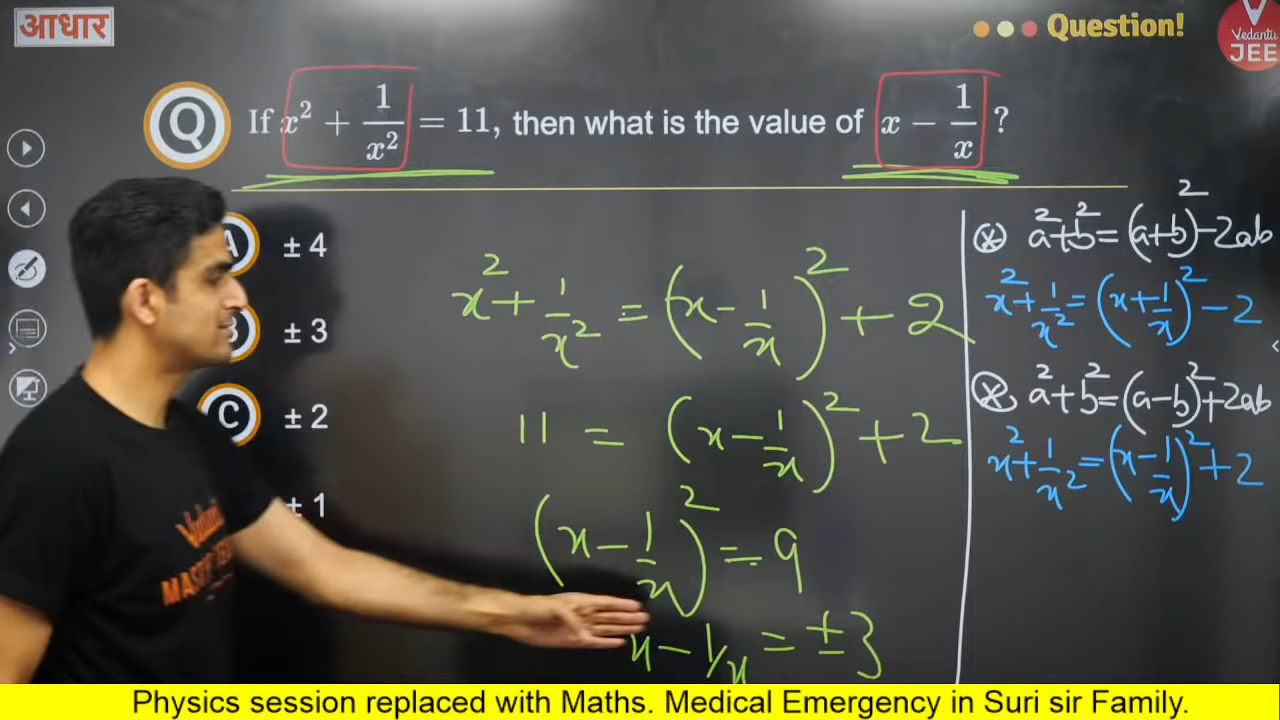 आधार
Question!
Vedantu
JEE
Q
If x² + 1/x² = 11, then what is the value of x − 1/x ?
A ± 4
B ± 3
C ± 2
± 1
x² + 1/x² = (x − 1/x)² + 2
11 = (x − 1/x)² + 2
(x − 1/x)² = 9
x − 1/x = ± 3
a² + b² = (a+b)² − 2ab
x² + 1/x² = (x + 1/x)² − 2
a² + b² = (a−b)² + 2ab
x² + 1/x² = (x − 1/x)² + 2
Physics session replaced with Maths. Medical Emergency in Suri sir Family.